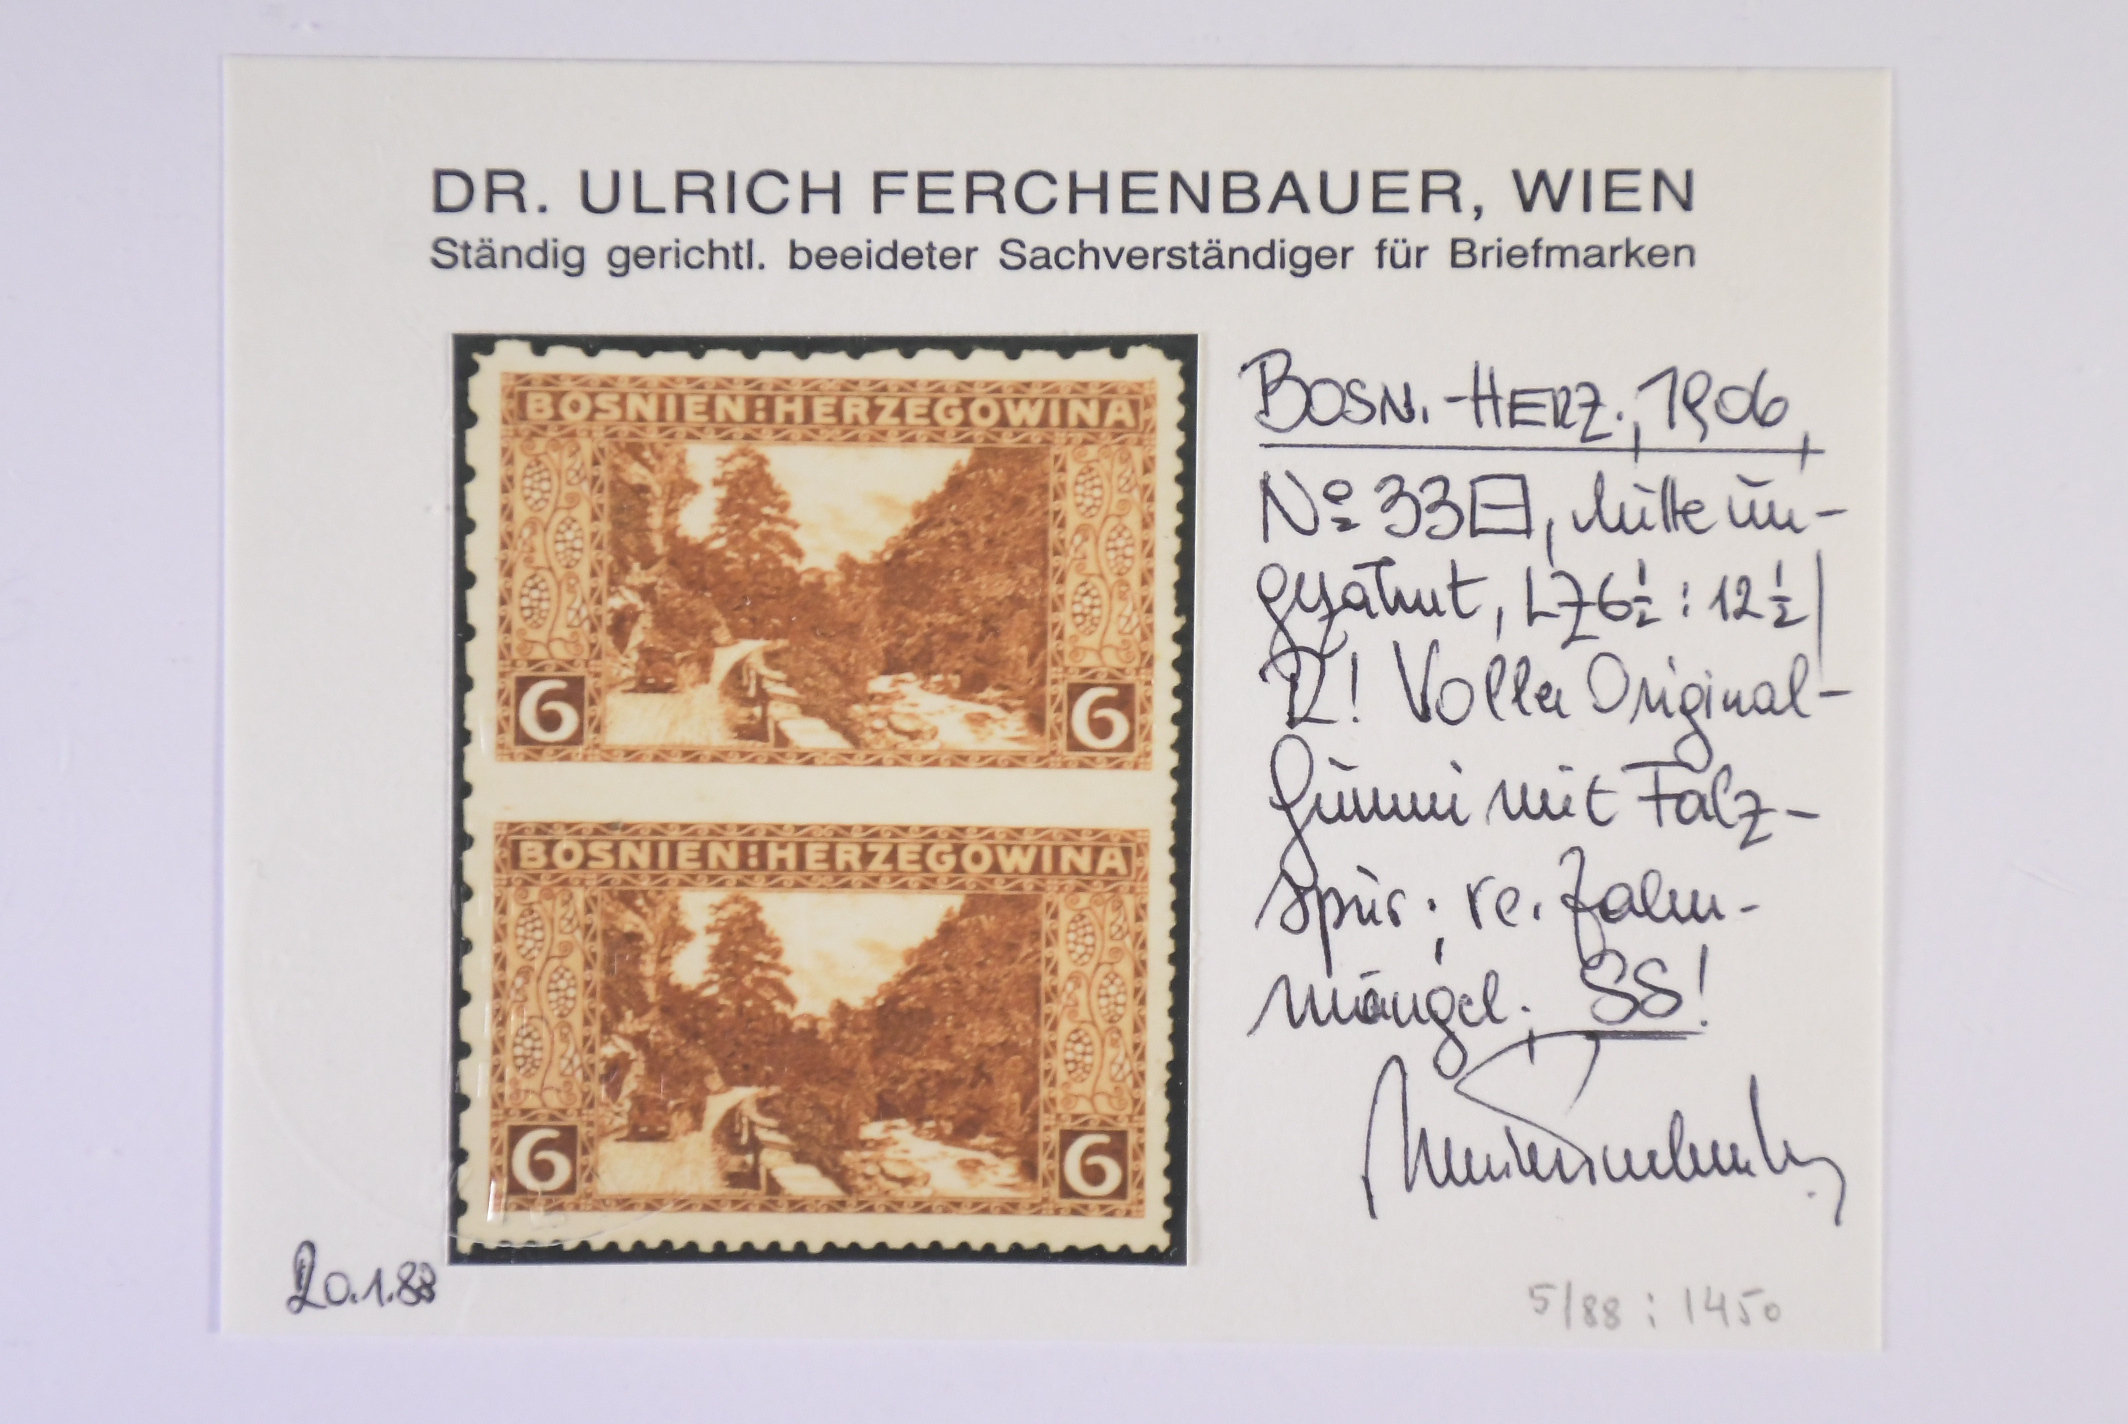 DR. ULRICH FERCHENBAUER, WIEN
Ständig gerichtl. beeideter Sachverständiger für Briefmarken
BOSNIEN:HERZEGOWINA
6 6
BOSNIEN:HERZEGOWINA
6 6
BOSN.-HERZ., 1906,
Nº 33, Mitte un-
gezähnt, LZ 6½ : 12½
R! Voller Original-
gummi mit Falz-
spur; re. Zahn-
mängel. SS!
20.1.88
5/88 : 1450